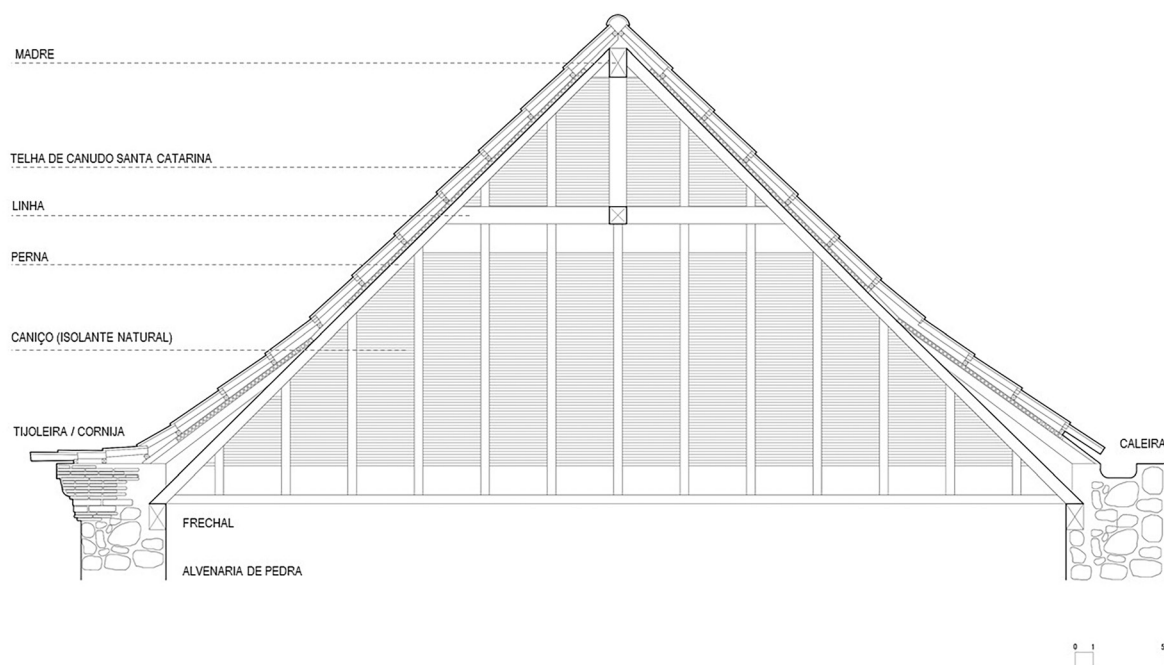 MADRE
TELHA DE CANUDO SANTA CATARINA
LINHA
PERNA
CANIÇO (ISOLANTE NATURAL)
TIJOLEIRA / CORNIJA
CALEIRA
FRECHAL
ALVENARIA DE PEDRA
0 1 5